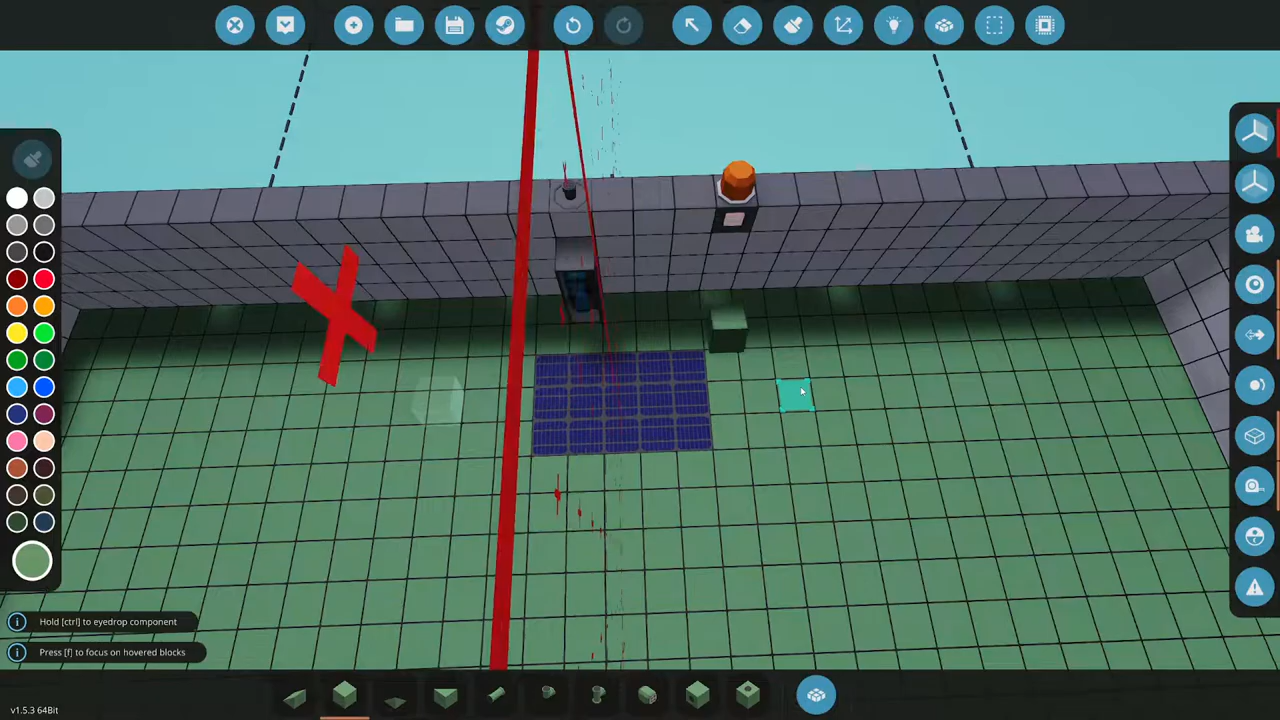 Hold [ctrl] to eyedrop component
Press [f] to focus on hovered blocks
v1.5.3 64Bit